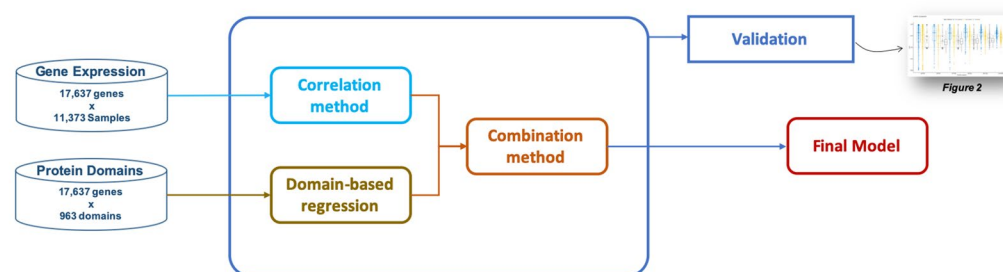 Gene Expression
17,637 genes
x
11,373 Samples
Protein Domains
17,637 genes
x
963 domains
Correlation
method
Domain-based
regression
Combination
method
Validation
Figure 2
Final Model